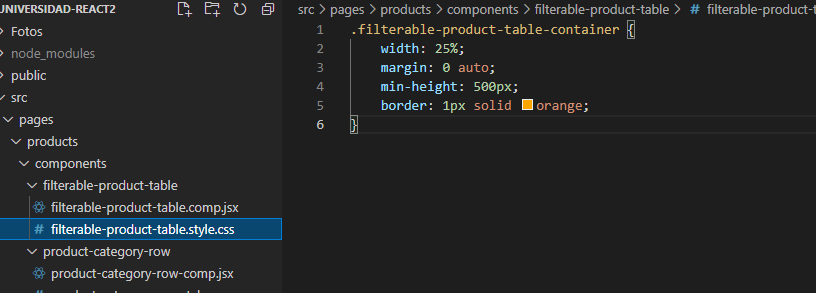 UNIVERSIDAD-REACT2
Fotos
node_modules
public
src
pages
products
components
filterable-product-table
filterable-product-table.comp.jsx
# filterable-product-table.style.css
product-category-row
product-category-row-comp.jsx
src > pages > products > components > filterable-product-table > # filterable-product-t
1 .filterable-product-table-container {
2 width: 25%;
3 margin: 0 auto;
4 min-height: 500px;
5 border: 1px solid orange;
6 }